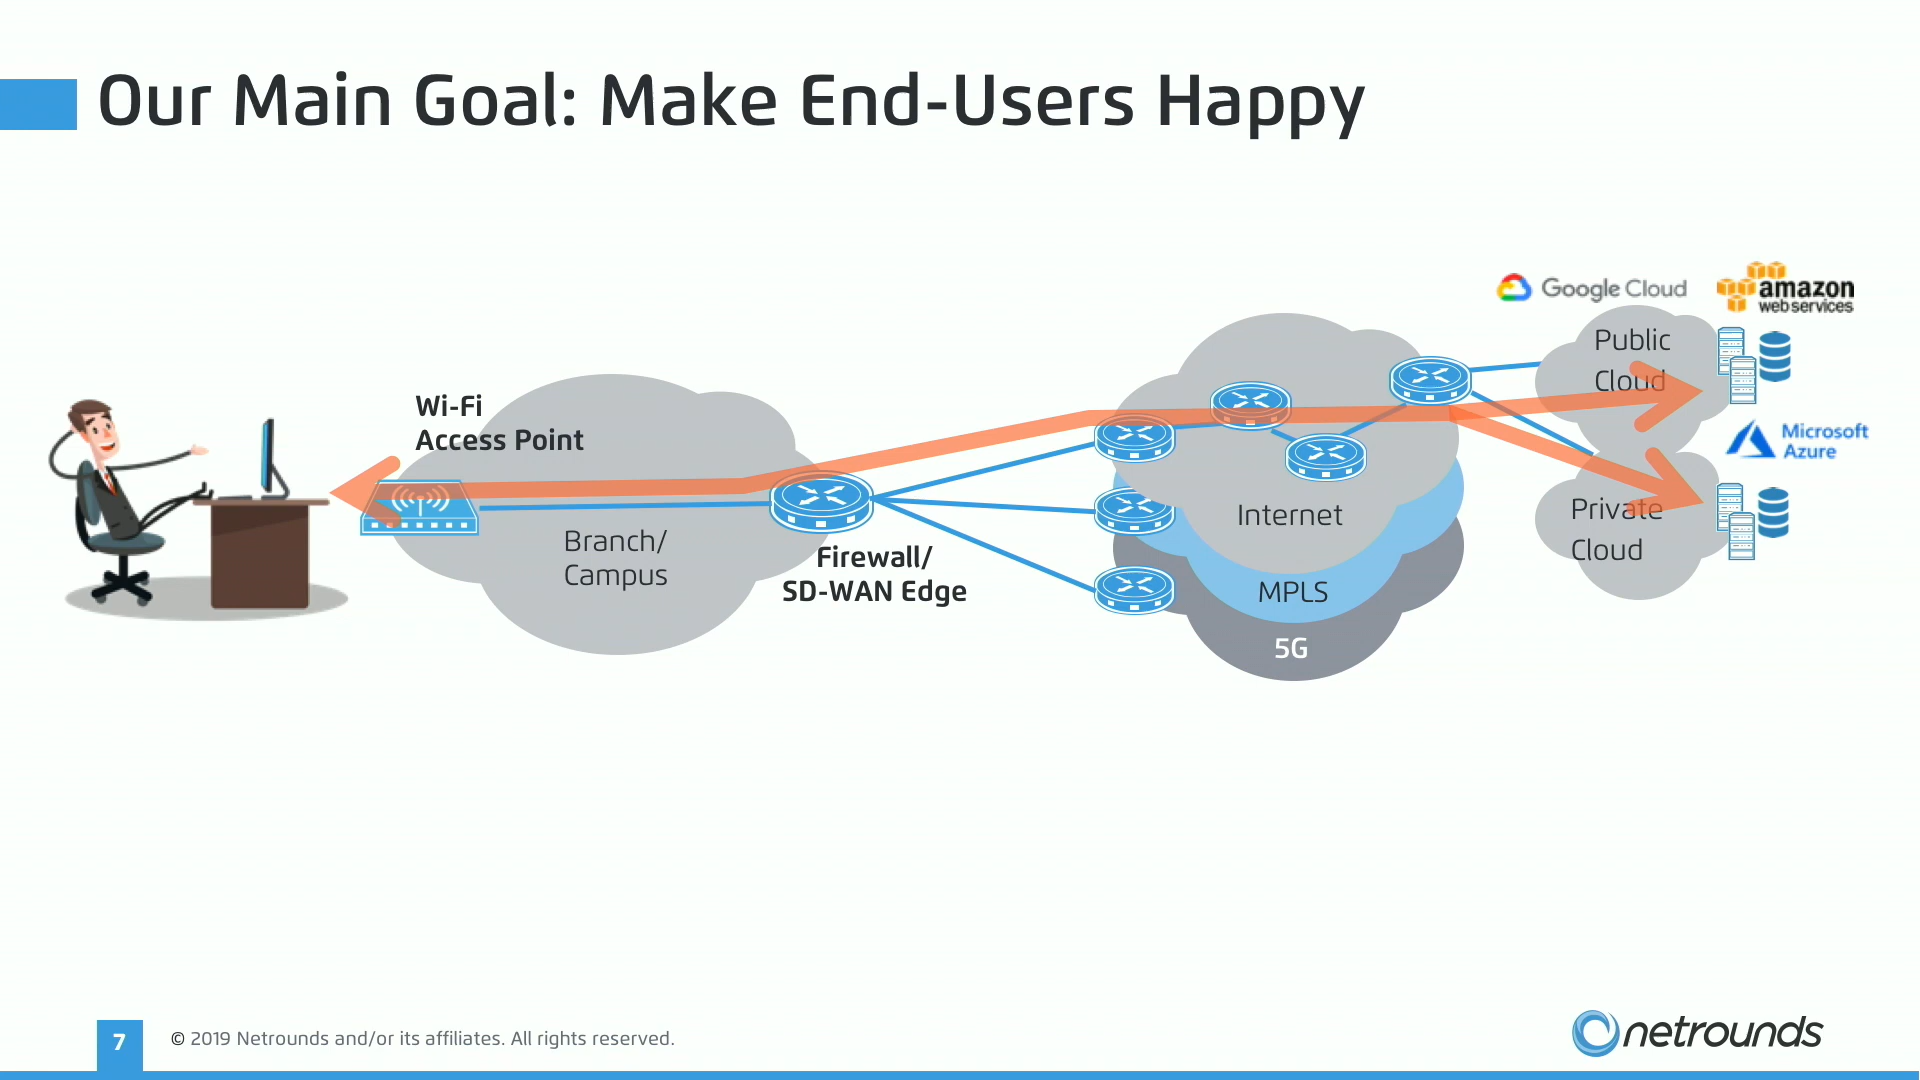 Our Main Goal: Make End-Users Happy
Google Cloud
amazon
webservices
Public
Cloud
Wi-Fi
Access Point
Microsoft
Azure
Branch/
Campus
Firewall/
SD-WAN Edge
Internet
MPLS
5G
Private
Cloud
7
© 2019 Netrounds and/or its affiliates. All rights reserved.
netrounds